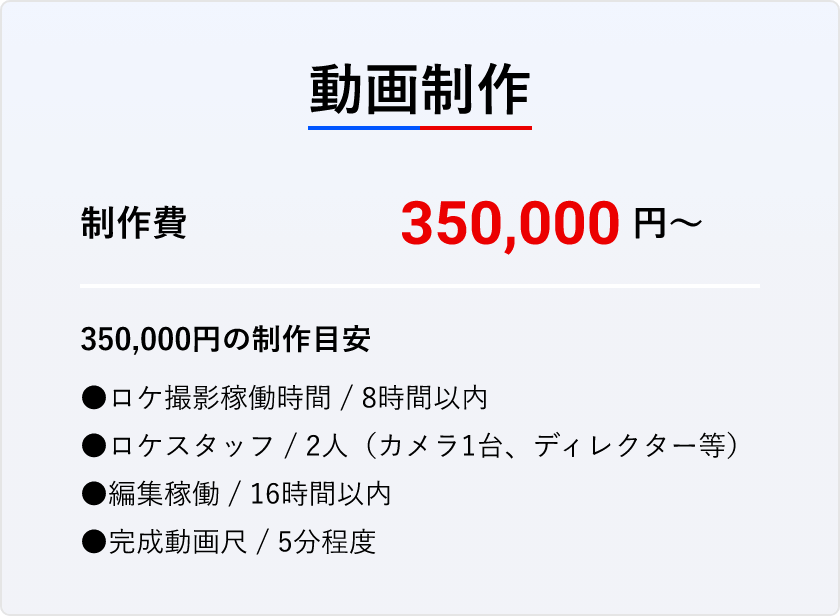 動画制作
制作費 350,000 円～
350,000円の制作目安
●ロケ撮影稼働時間 / 8時間以内
●ロケスタッフ / 2人（カメラ1台、ディレクター等）
●編集稼働 / 16時間以内
●完成動画尺 / 5分程度